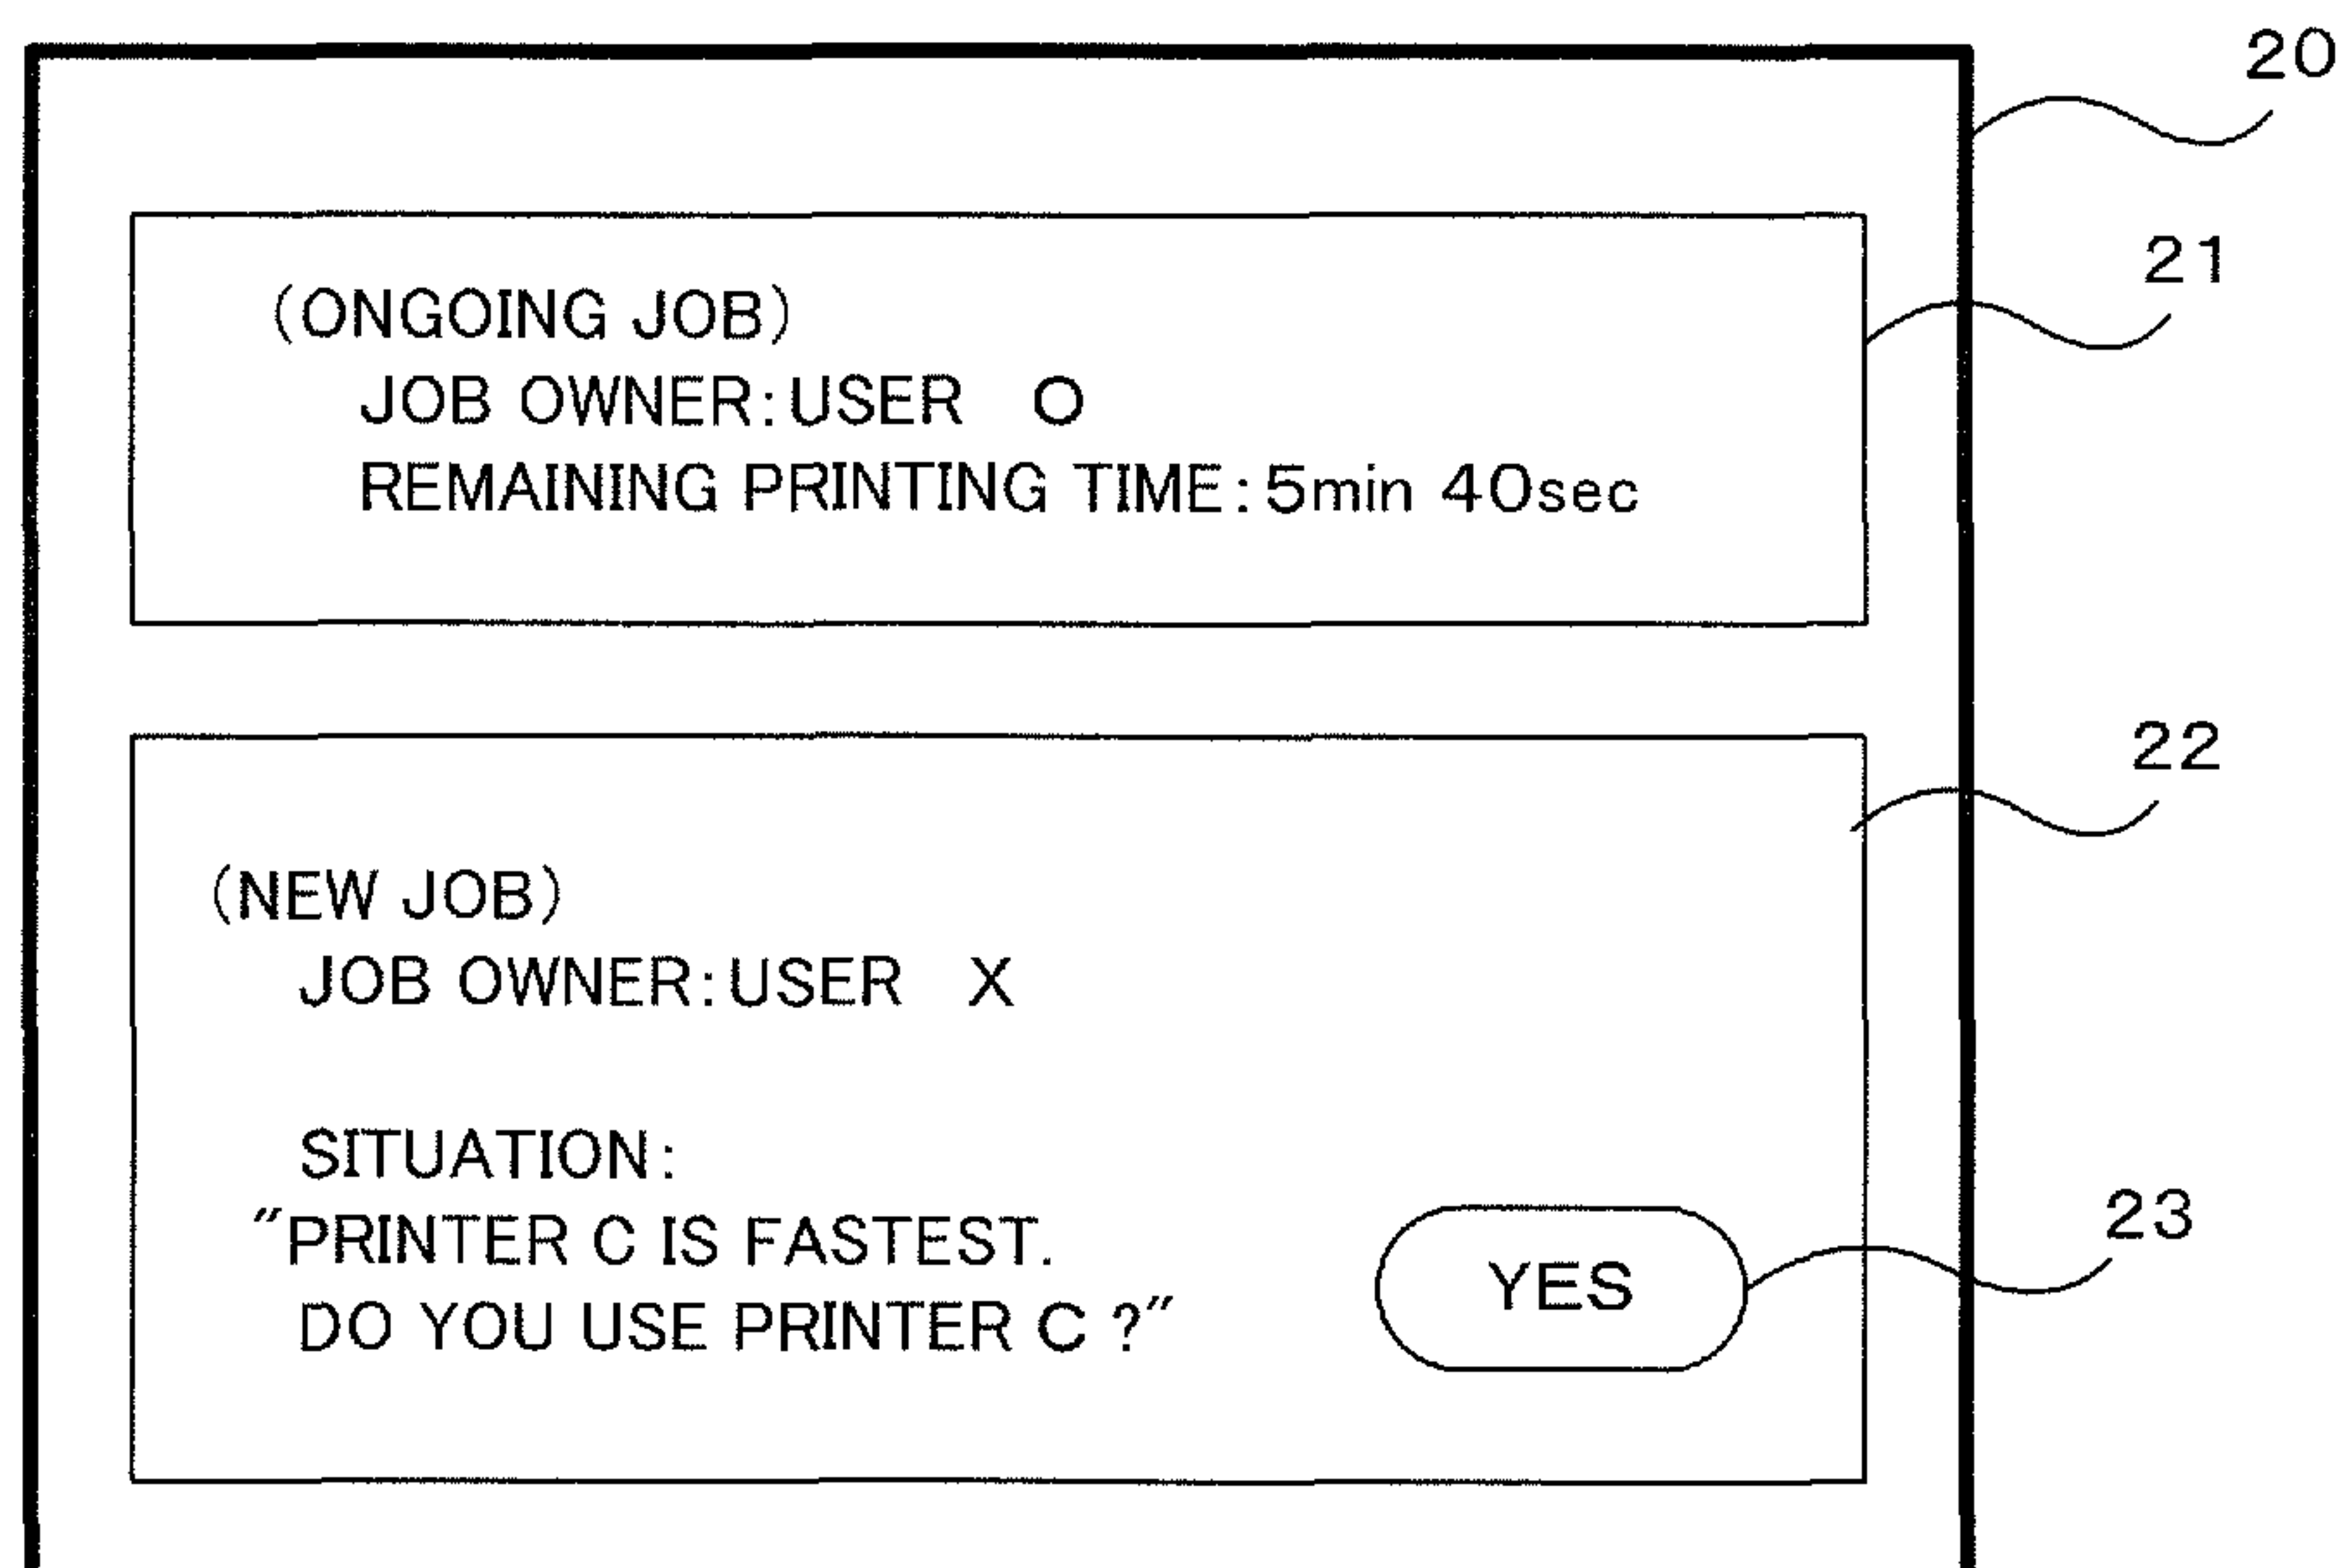 20
21
(ONGOING JOB)
JOB OWNER:USER O
REMAINING PRINTING TIME:5min 40sec
22
(NEW JOB)
JOB OWNER:USER X
SITUATION:
"PRINTER C IS FASTEST.
DO YOU USE PRINTER C ?"
YES
23